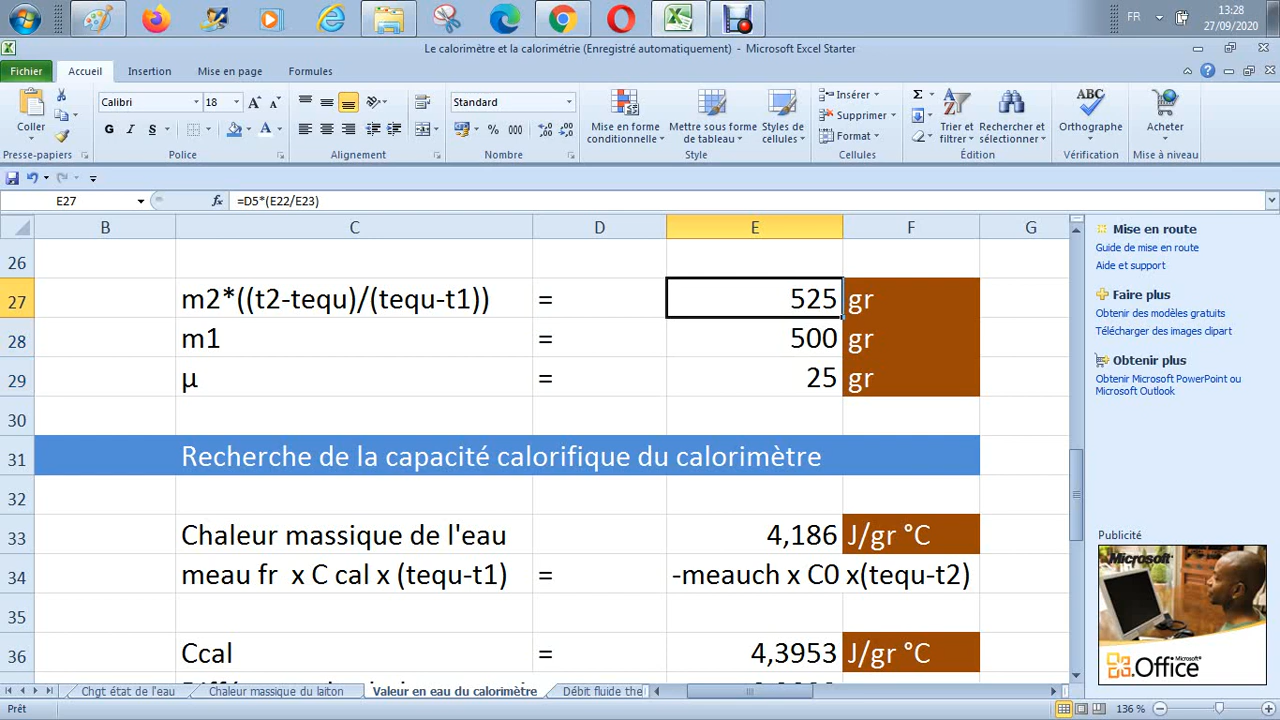 FR
13:28
27/09/2020
Le calorimètre et la calorimétrie (Enregistré automatiquement) - Microsoft Excel Starter
Fichier Accueil Insertion Mise en page Formules
Coller
Presse-papiers
Calibri 18
G I S
Police
Alignement
Standard
% 000
Nombre
Mise en forme conditionnelle
Mettre sous forme de tableau
Styles de cellules
Style
Insérer
Supprimer
Format
Cellules
Σ
Trier et filtrer
Rechercher et sélectionner
Édition
ABC
Orthographe
Vérification
Acheter
Mise à niveau
E27 fx =D5*(E22/E23)
B C D E F G
26
27 m2*((t2-tequ)/(tequ-t1)) = 525 gr
28 m1 = 500 gr
29 µ = 25 gr
30
31 Recherche de la capacité calorifique du calorimètre
32
33 Chaleur massique de l'eau 4,186 J/gr °C
34 meau fr x C cal x (tequ-t1) = -meauch x C0 x(tequ-t2)
35
36 Ccal = 4,3953 J/gr °C
Mise en route
Guide de mise en route
Aide et support
Faire plus
Obtenir des modèles gratuits
Télécharger des images clipart
Obtenir plus
Obtenir Microsoft PowerPoint ou
Microsoft Outlook
Publicité
Microsoft
Office
Chgt état de l'eau Chaleur massique du laiton Valeur en eau du calorimètre Débit fluide the
Prêt
136 %